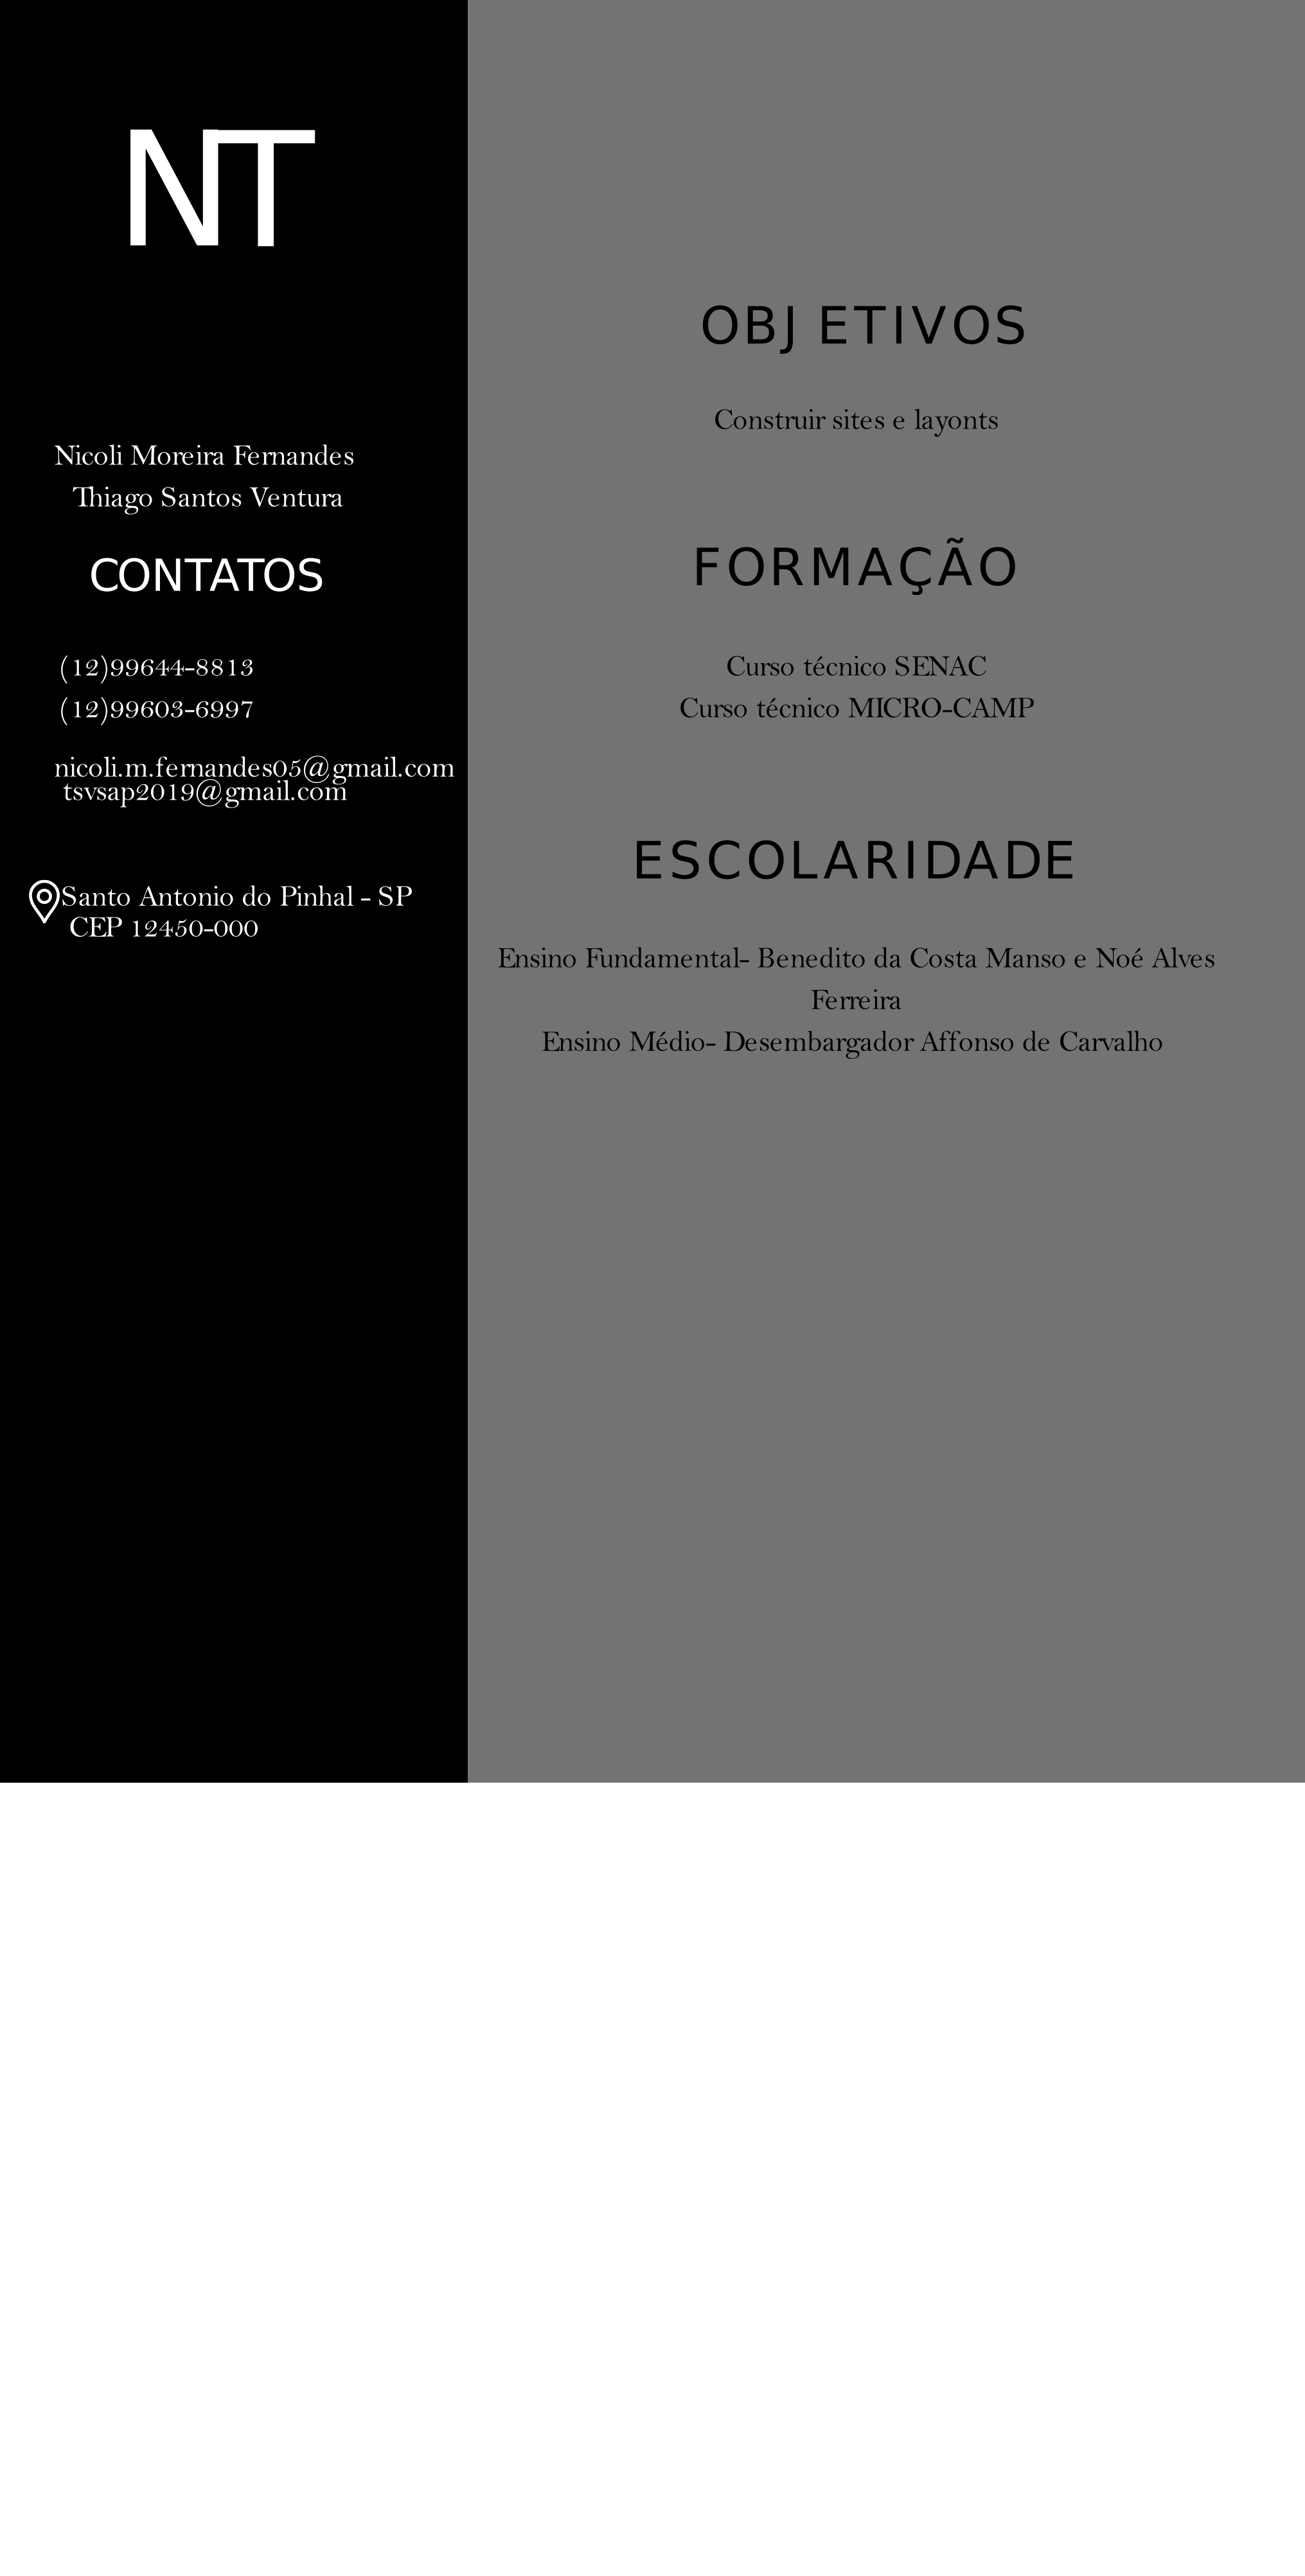 NT
Nicoli Moreira Fernandes
Thiago Santos Ventura
CONTATOS
(12)99644-8813
(12)99603-6997
nicoli.m.fernandes05@gmail.com
tsvsap2019@gmail.com
Santo Antonio do Pinhal - SP
CEP 12450-000
OBJ ETIVOS
Construir sites e layonts
FORMAÇÃO
Curso técnico SENAC
Curso técnico MICRO-CAMP
ESCOLARIDADE
Ensino Fundamental- Benedito da Costa Manso e Noé Alves
Ferreira
Ensino Médio- Desembargador Affonso de Carvalho